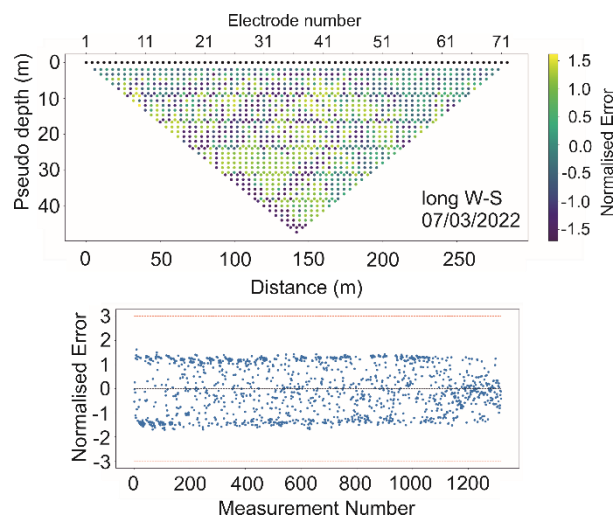 Electrode number
1 11 21 31 41 51 61 71
Pseudo depth (m)
0
10
20
30
40
long W-S
07/03/2022
0 50 100 150 200 250
Distance (m)
1.5
1.0
0.5
0.0
-0.5
-1.0
-1.5
Normalised Error
Normalised Error
3
2
1
0
-1
-2
-3
0 200 400 600 800 1000 1200
Measurement Number